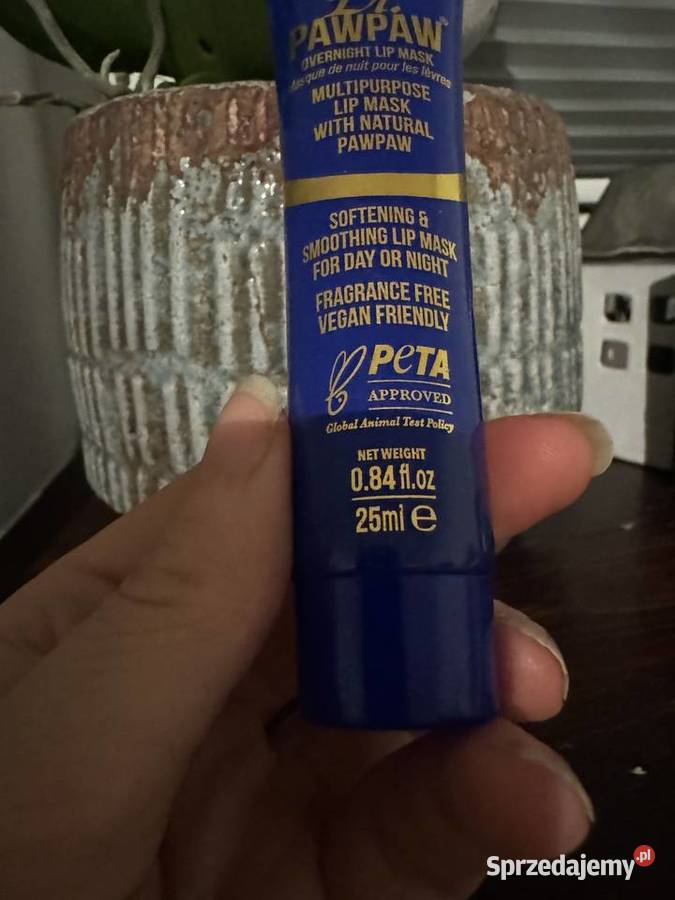 Dr.
PAWPAW™
OVERNIGHT LIP MASK
Masque de nuit pour les lèvres
MULTIPURPOSE
LIP MASK
WITH NATURAL
PAWPAW
SOFTENING &
SMOOTHING LIP MASK
FOR DAY OR NIGHT
FRAGRANCE FREE
VEGAN FRIENDLY
PeTA
APPROVED
Global Animal Test Policy
NET WEIGHT
0.84 fl.oz
25ml ℮
Sprzedajemy.pl